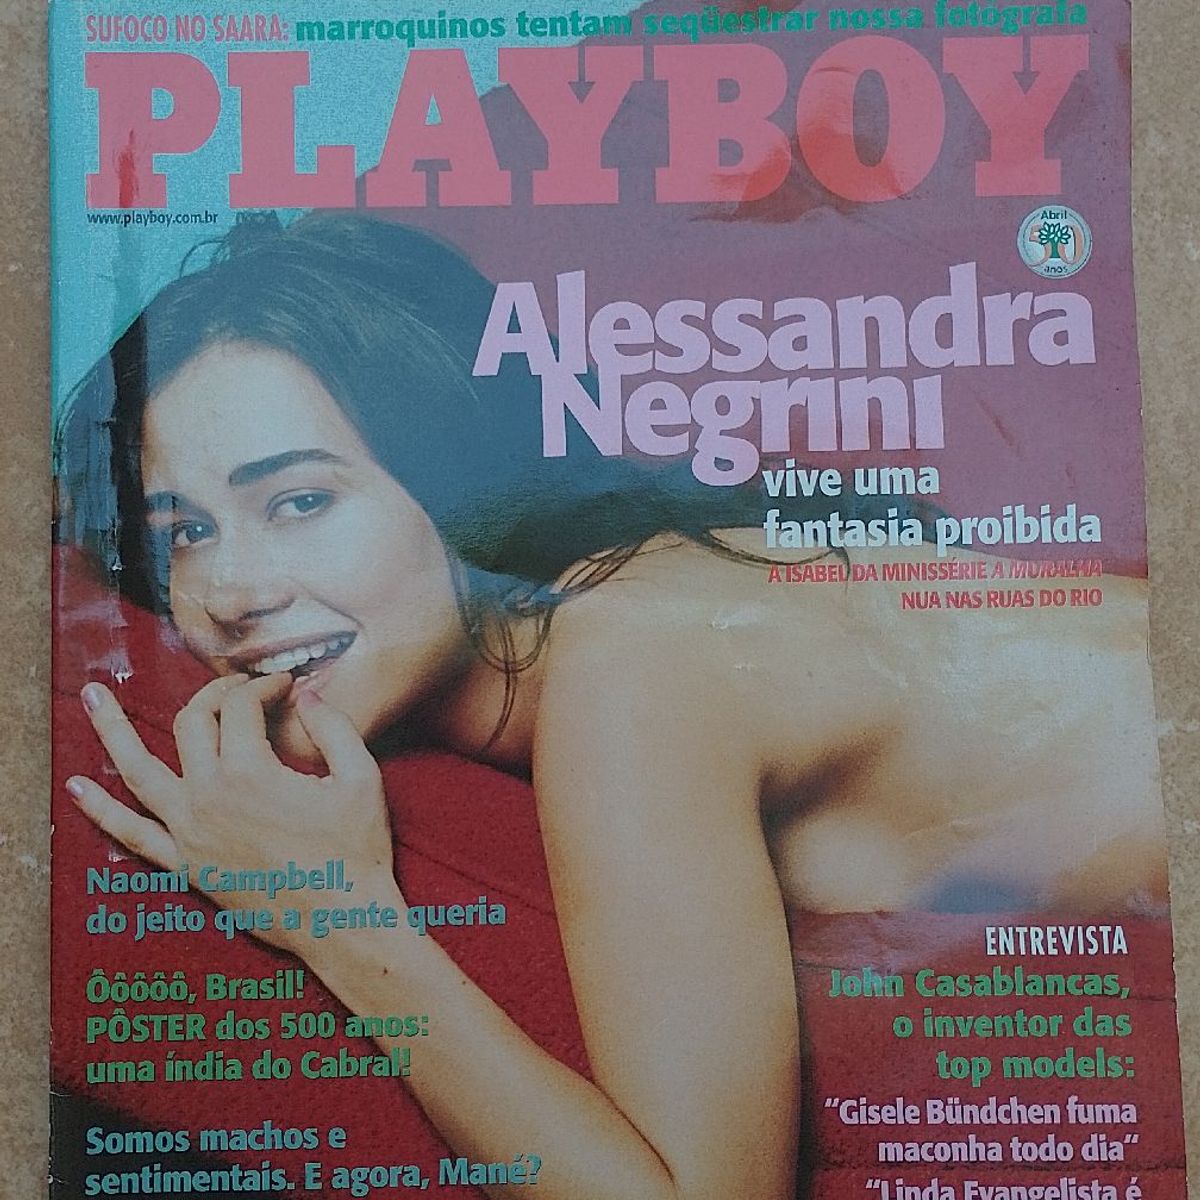 SUFOCO NO SAARA: marroquinos tentam seqüestrar nossa fotógrafa
PLAYBOY
www.playboy.com.br
Abril
50
anos
Alessandra
Negrini
vive uma
fantasia proibida
A ISABEL DA MINISSÉRIE A MURALHA
NUA NAS RUAS DO RIO
Naomi Campbell,
do jeito que a gente queria
Ôôôôô, Brasil!
PÔSTER dos 500 anos:
uma índia do Cabral!
Somos machos e
sentimentais. E agora, Mané?
ENTREVISTA
John Casablancas,
o inventor das
top models:
"Gisele Bündchen fuma
maconha todo dia"
"Linda Evangelista é